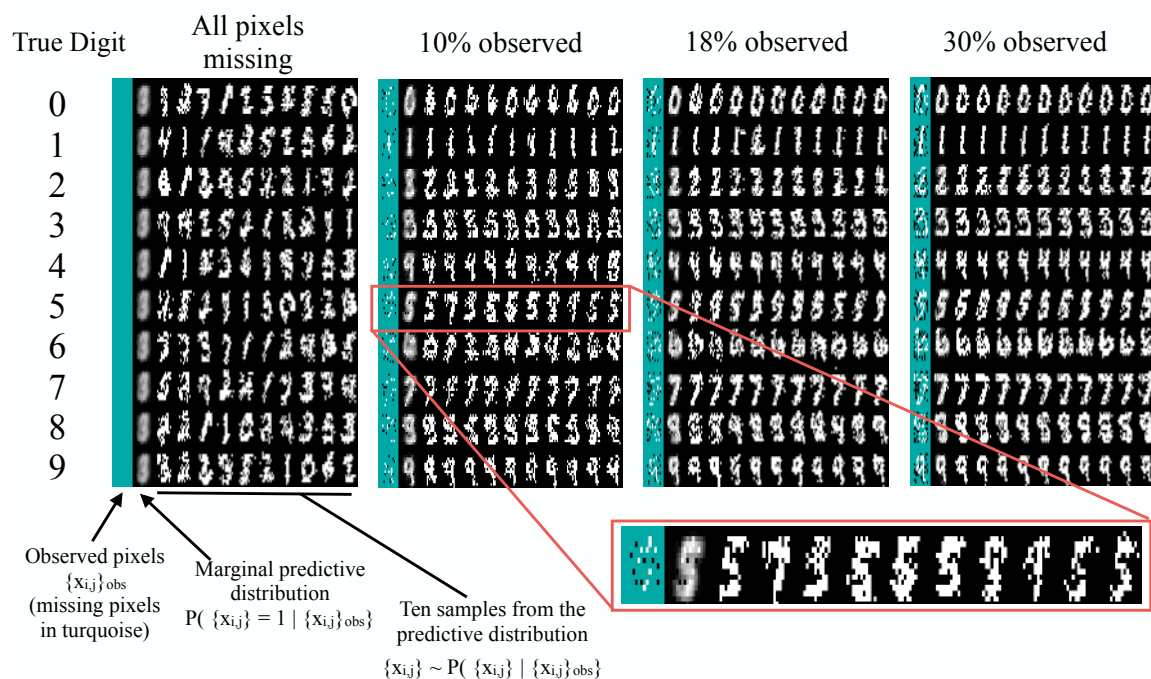 True Digit
All pixels
missing
10% observed
18% observed
30% observed
0
1
2
3
4
5
6
7
8
9
Observed pixels
{xi,j}obs
(missing pixels
in turquoise)
Marginal predictive
distribution
P( {xi,j} = 1 | {xi,j}obs}
Ten samples from the
predictive distribution
{xi,j} ~ P( {xi,j} | {xi,j}obs}